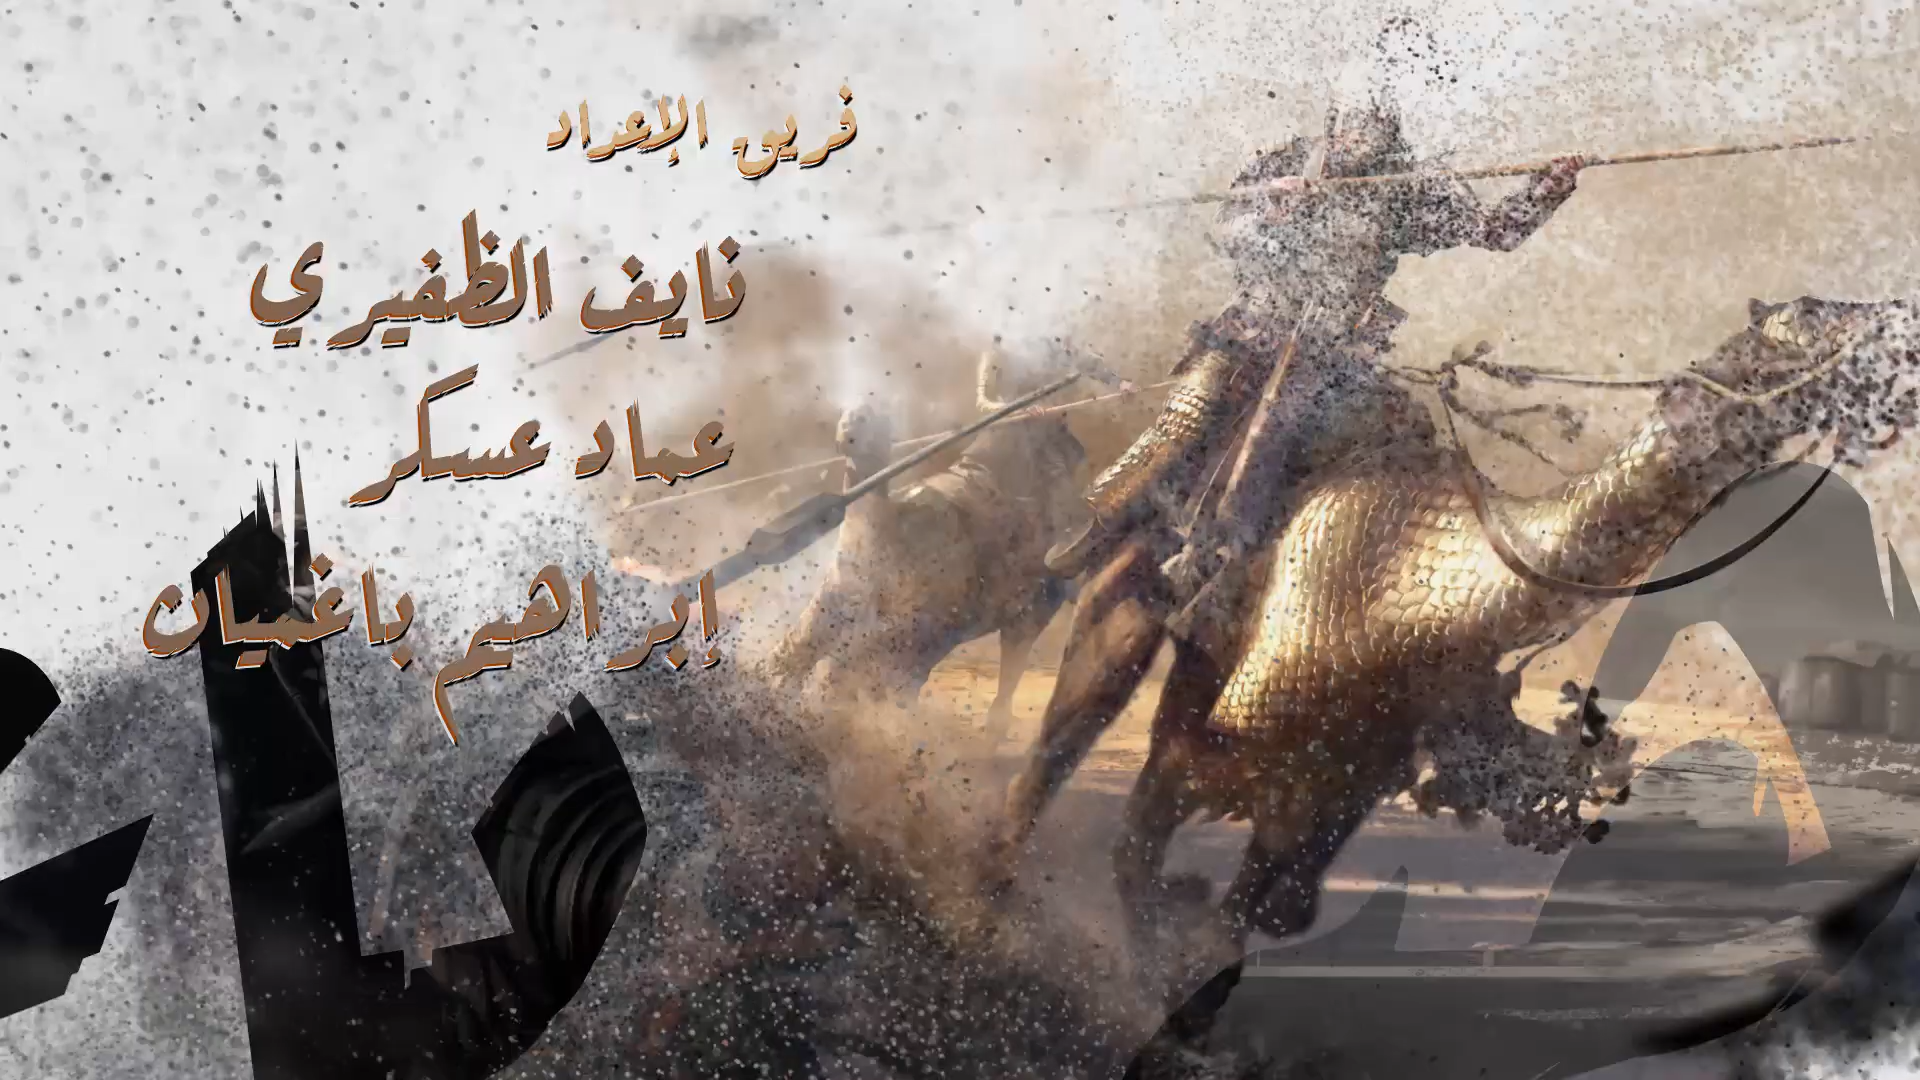 فريق الإعداد
نايف الظفيري
عماد عسكر
إبراهيم باغميان